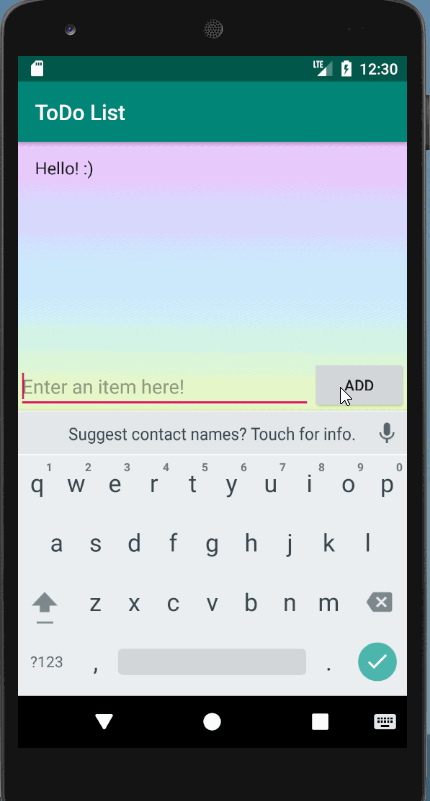 LTE 12:30
ToDo List
Hello! :)
Enter an item here! ADD
Suggest contact names? Touch for info.
1 2 3 4 5 6 7 8 9 0
q w e r t y u i o p
a s d f g h j k l
z x c v b n m
?123 , .